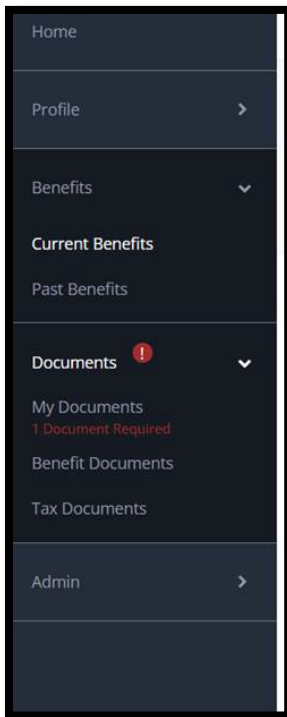 Home
Profile
Benefits
Current Benefits
Past Benefits
Documents !
My Documents
1 Document Required
Benefit Documents
Tax Documents
Admin